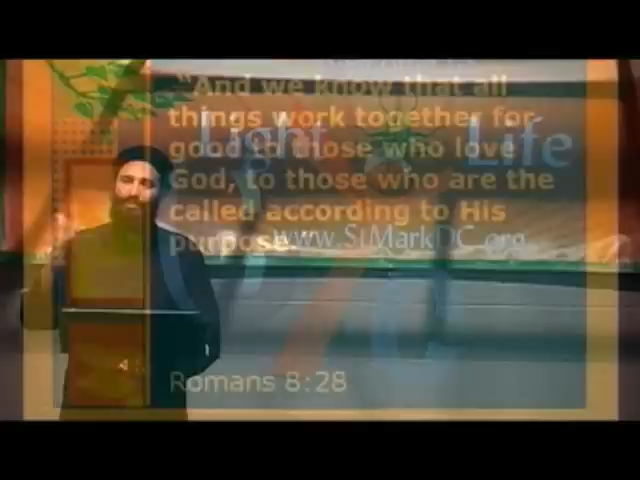 "And we know that all
things work together for
good to those who love
God, to those who are the
called according to His
purpose."
Light Life
www.StMarkDC.org
Romans 8:28